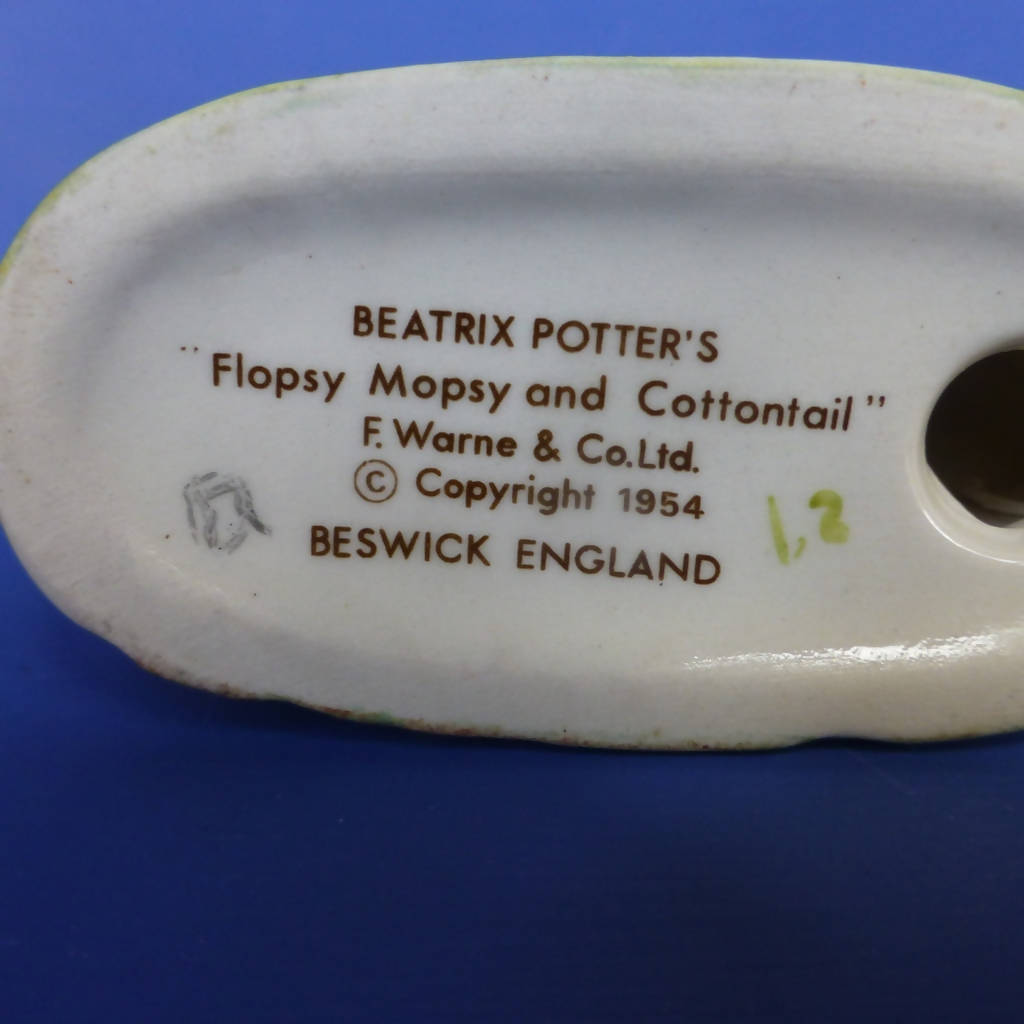 BEATRIX POTTER'S
"Flopsy Mopsy and Cottontail"
F. Warne & Co. Ltd.
© Copyright 1954
BESWICK ENGLAND
1,2